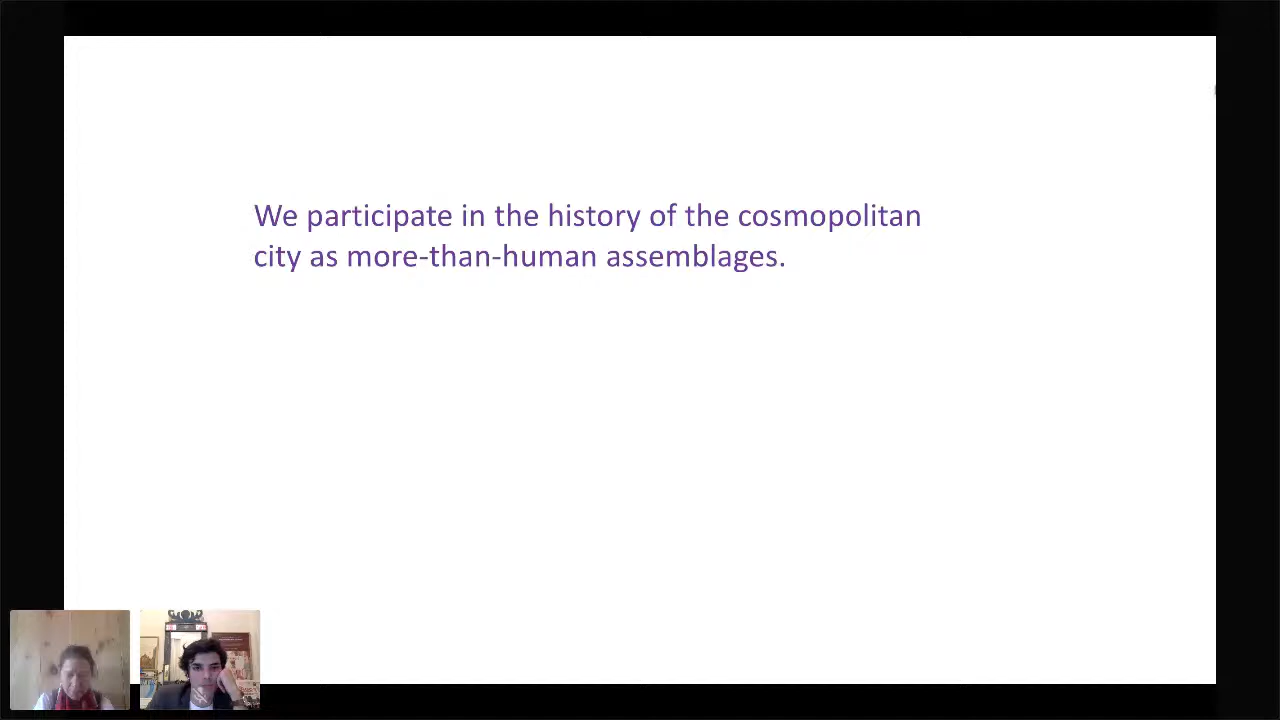 We participate in the history of the cosmopolitan
city as more-than-human assemblages.